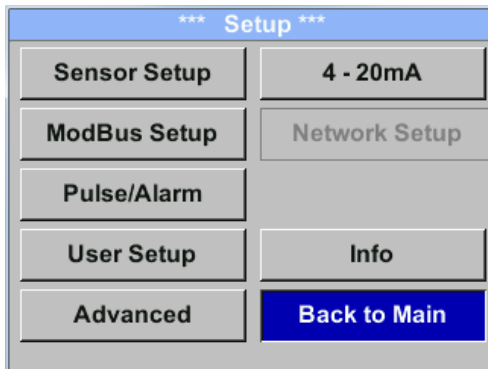 *** Setup ***
Sensor Setup
4 - 20mA
ModBus Setup
Network Setup
Pulse/Alarm
User Setup
Info
Advanced
Back to Main